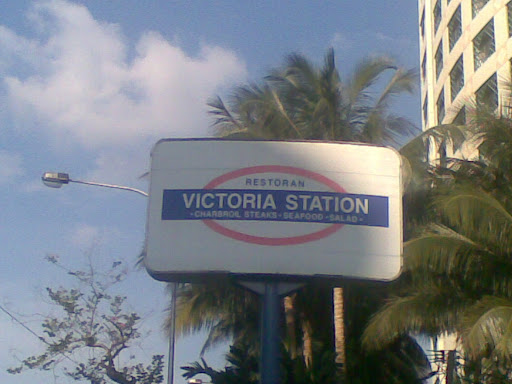 RESTORAN
VICTORIA STATION
-CHARBROIL STEAKS-SEAFOOD-SALAD-